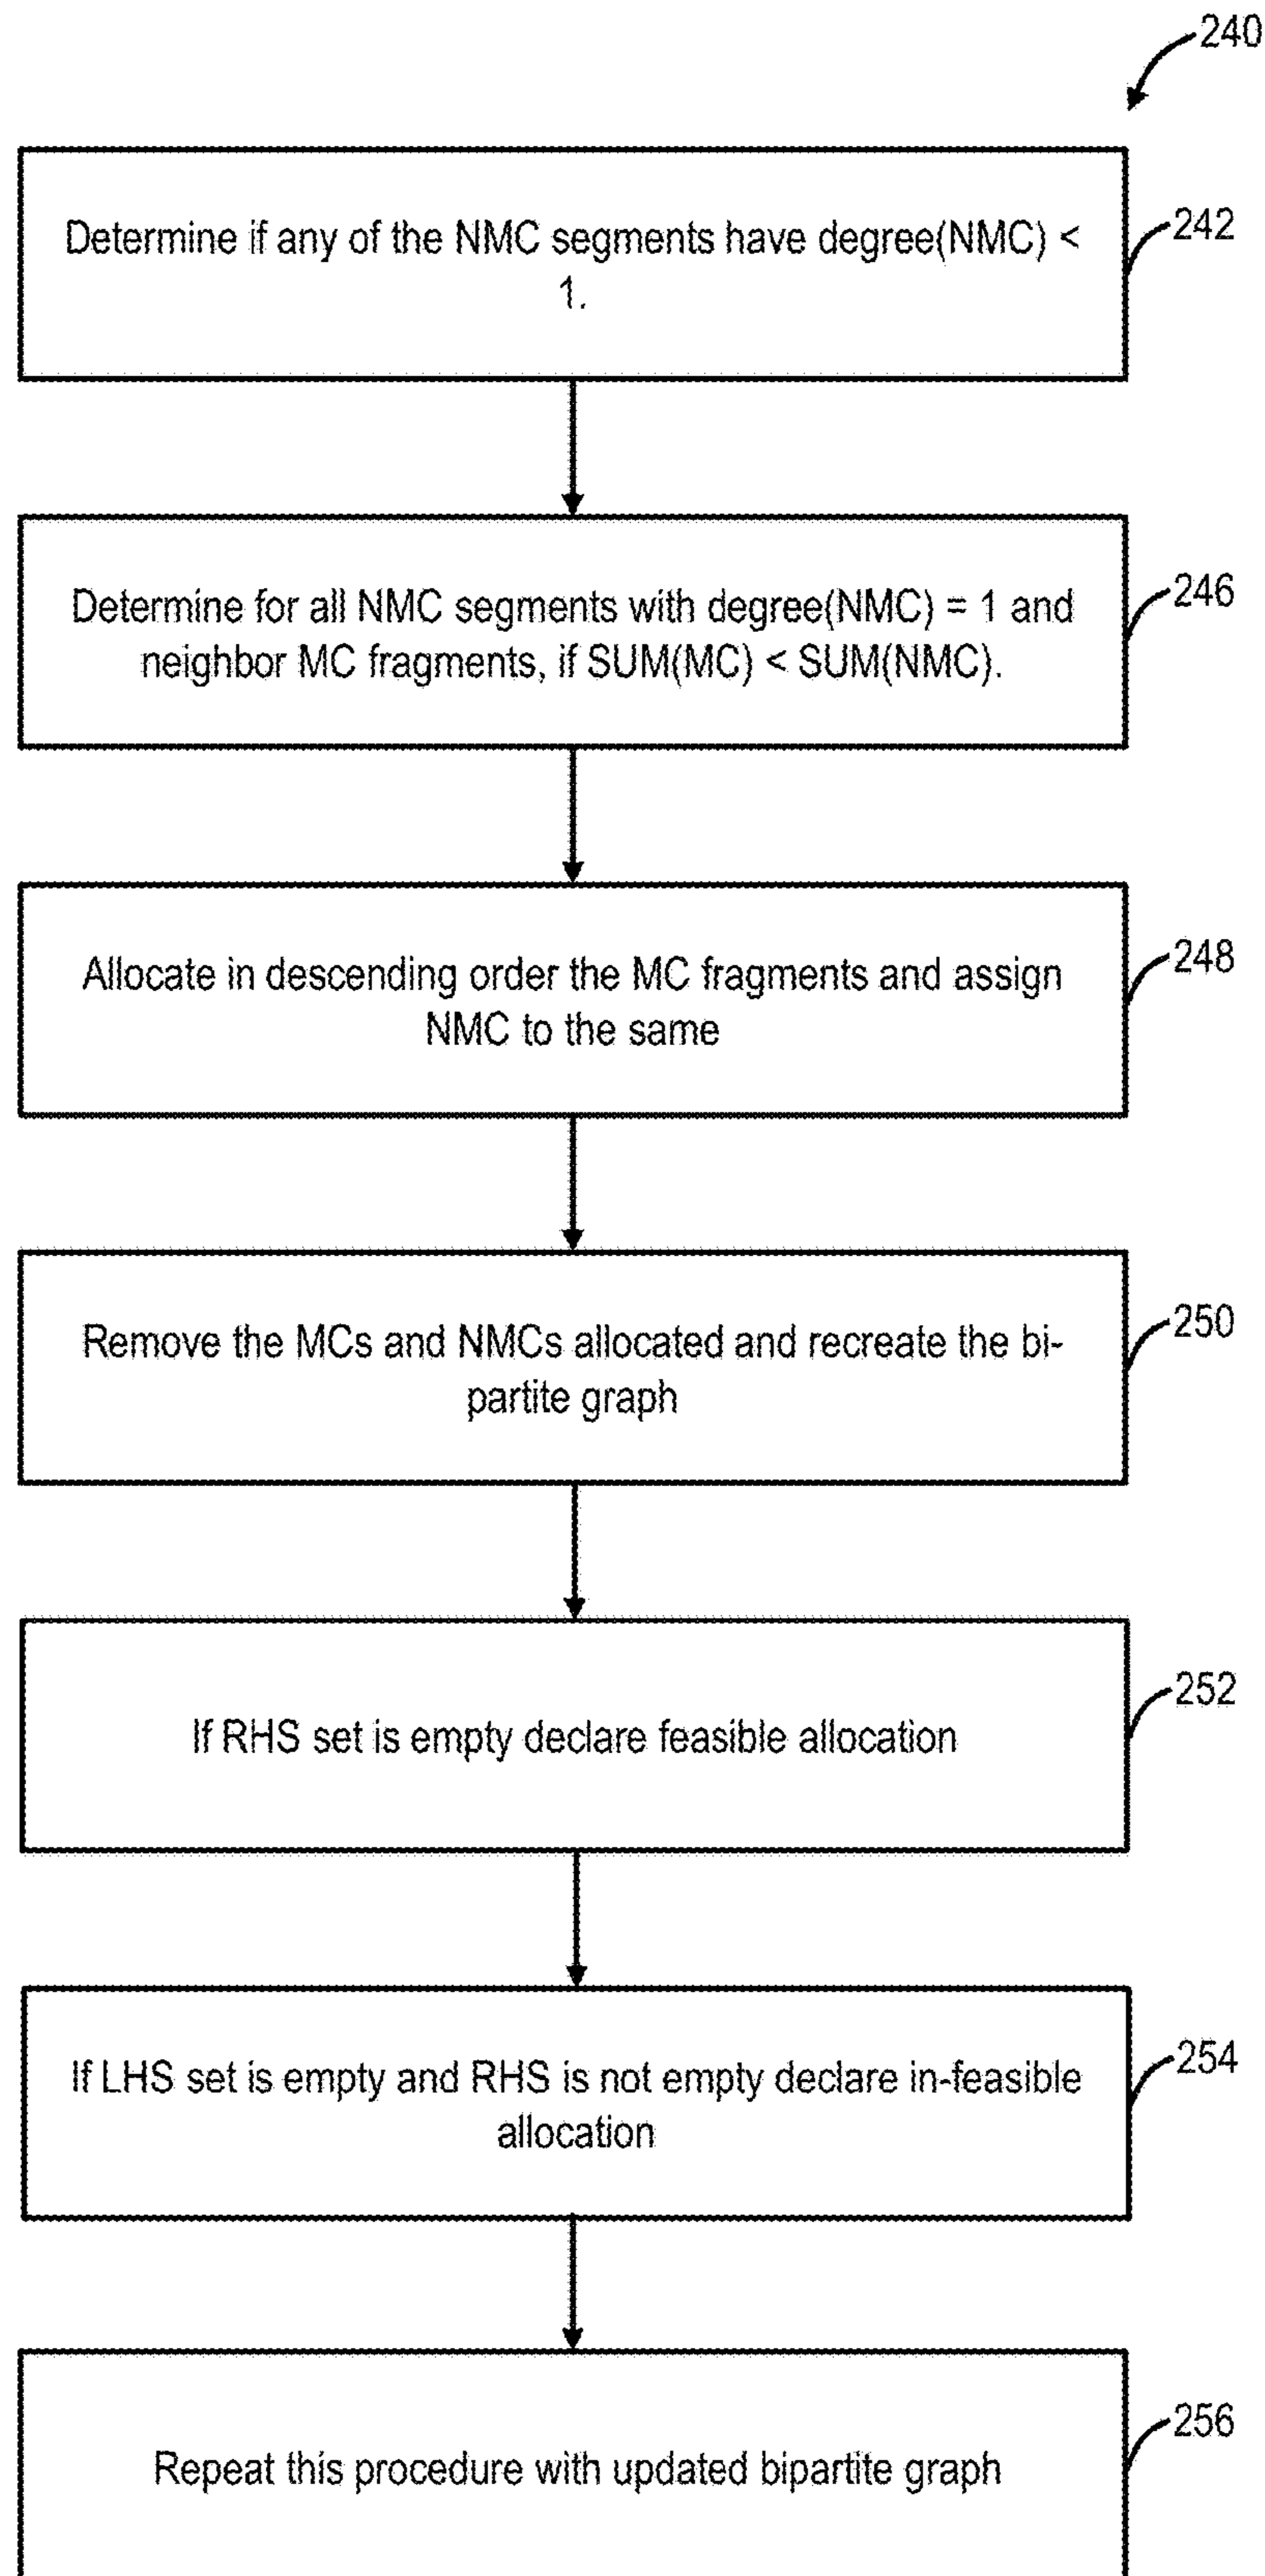 240
Determine if any of the NMC segments have degree(NMC) <
1.
242
Determine for all NMC segments with degree(NMC) = 1 and
neighbor MC fragments, if SUM(MC) < SUM(NMC).
246
Allocate in descending order the MC fragments and assign
NMC to the same
248
Remove the MCs and NMCs allocated and recreate the bi-
partite graph
250
If RHS set is empty declare feasible allocation
252
If LHS set is empty and RHS is not empty declare in-feasible
allocation
254
Repeat this procedure with updated bipartite graph
256